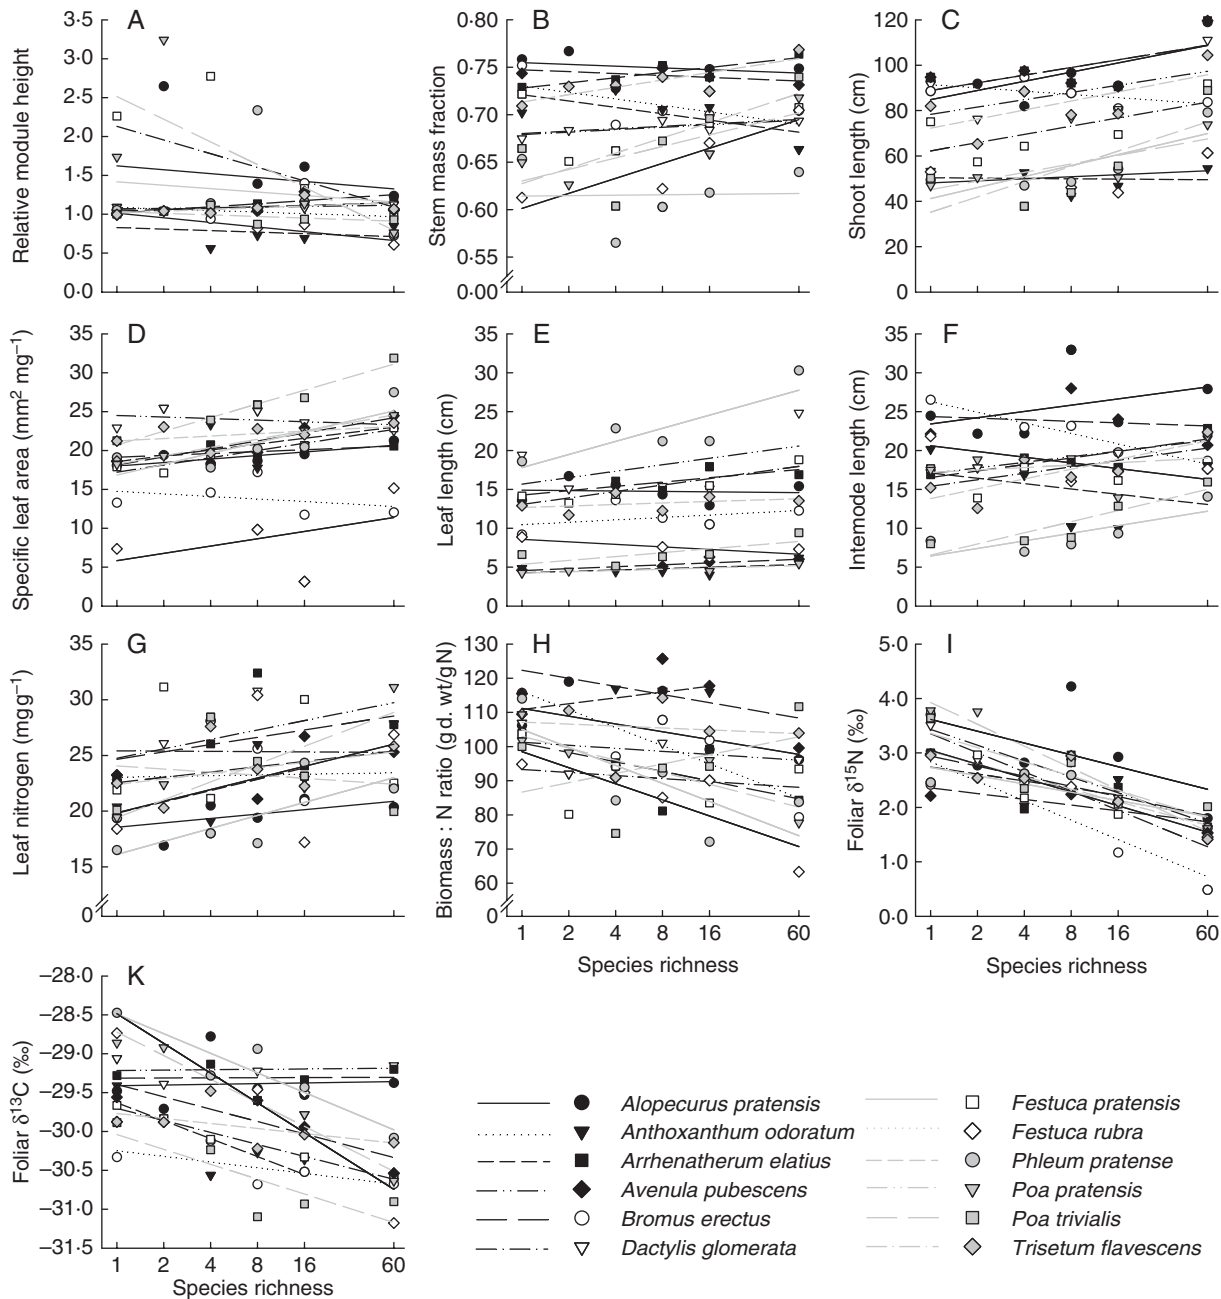 A
B
C
Relative module height
3·5
3·0
2·5
2·0
1·5
1·0
0·5
0·0
Stem mass fraction
0·80
0·75
0·70
0·65
0·60
0·55
0·00
Shoot length (cm)
120
100
80
60
40
20
0
D
E
F
Specific leaf area (mm² mg⁻¹)
35
30
25
20
15
10
5
0
Leaf length (cm)
35
30
25
20
15
10
5
0
Internode length (cm)
35
30
25
20
15
10
5
0
G
H
I
Leaf nitrogen (mg g⁻¹)
35
30
25
20
15
0
Biomass : N ratio (g d. wt/gN)
130
120
110
100
90
80
70
60
0
1 2 4 8 16 60
Species richness
Foliar δ¹⁵N (‰)
5·0
4·0
3·0
2·0
1·0
0·0
1 2 4 8 16 60
Species richness
K
Foliar δ¹³C (‰)
−28·0
−28·5
−29·0
−29·5
−30·0
−30·5
−31·0
−31·5
1 2 4 8 16 60
Species richness
Alopecurus pratensis
Anthoxanthum odoratum
Arrhenatherum elatius
Avenula pubescens
Bromus erectus
Dactylis glomerata
Festuca pratensis
Festuca rubra
Phleum pratense
Poa pratensis
Poa trivialis
Trisetum flavescens